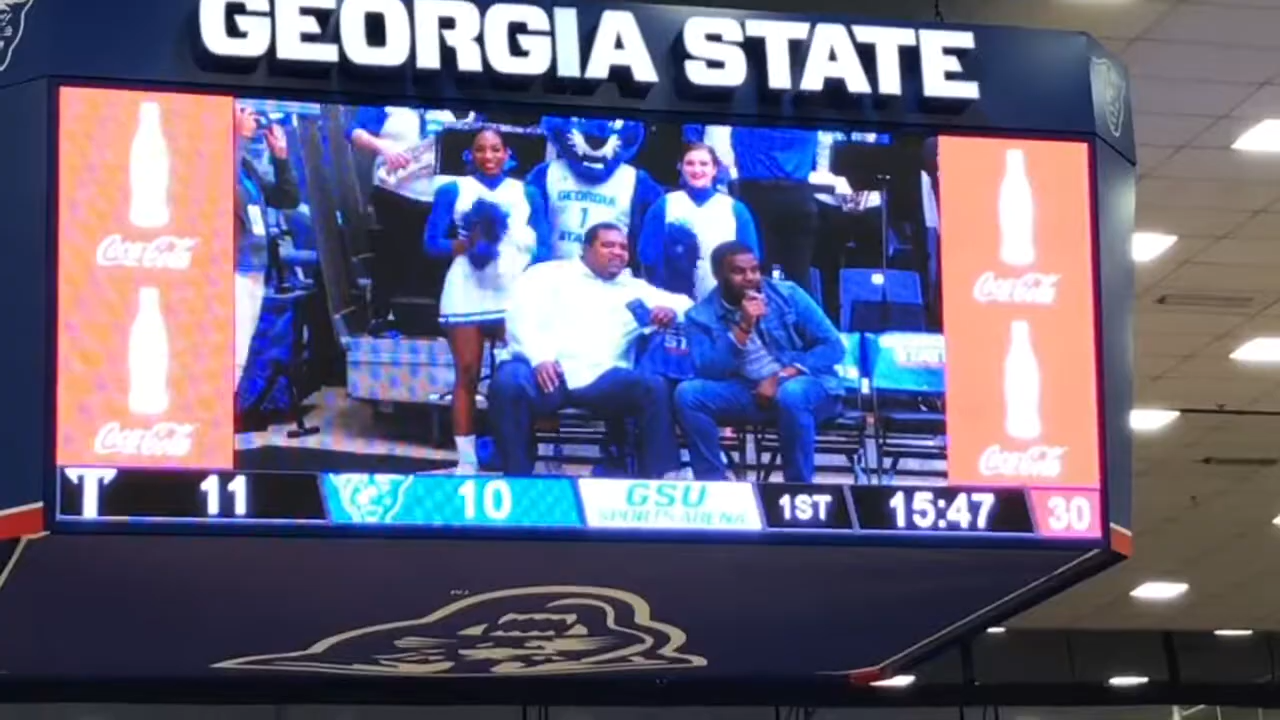 GEORGIA STATE
Coca-Cola
Coca-Cola
GEORGIA
1
STATE
Coca-Cola
Coca-Cola
T 11 10 GSU SPORTS ARENA 1ST 15:47 30